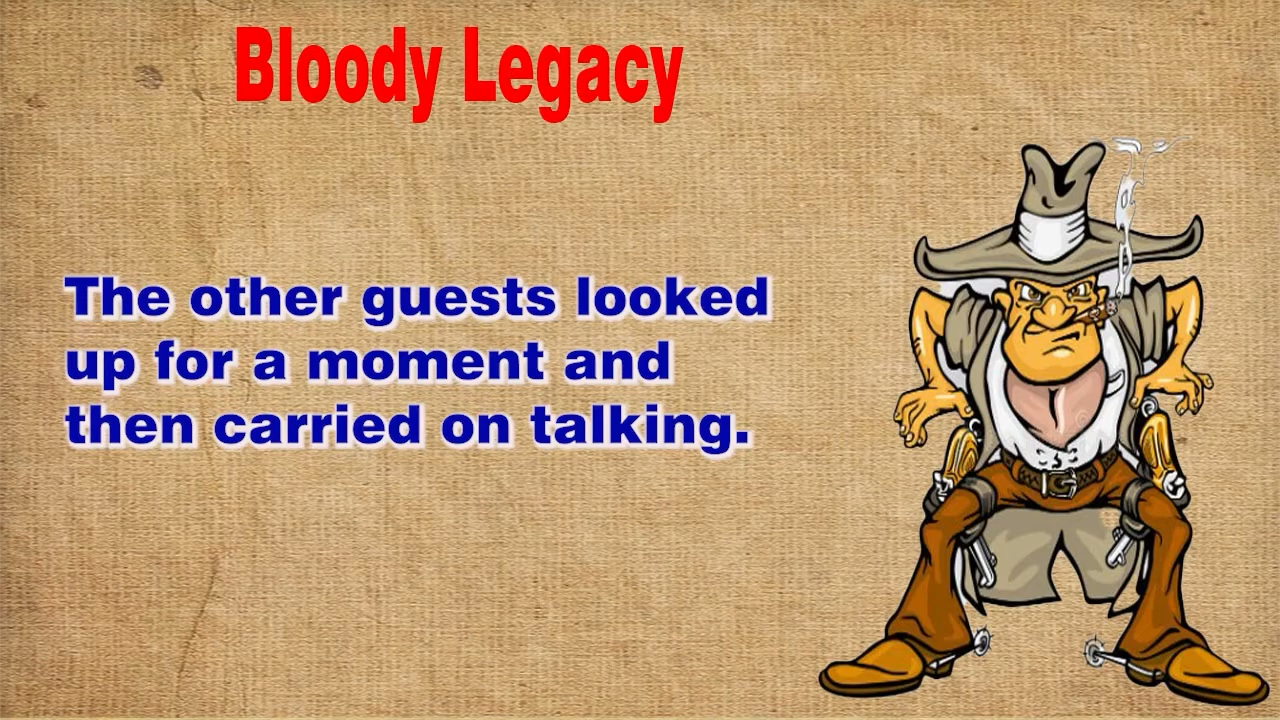 Bloody Legacy
The other guests looked
up for a moment and
then carried on talking.